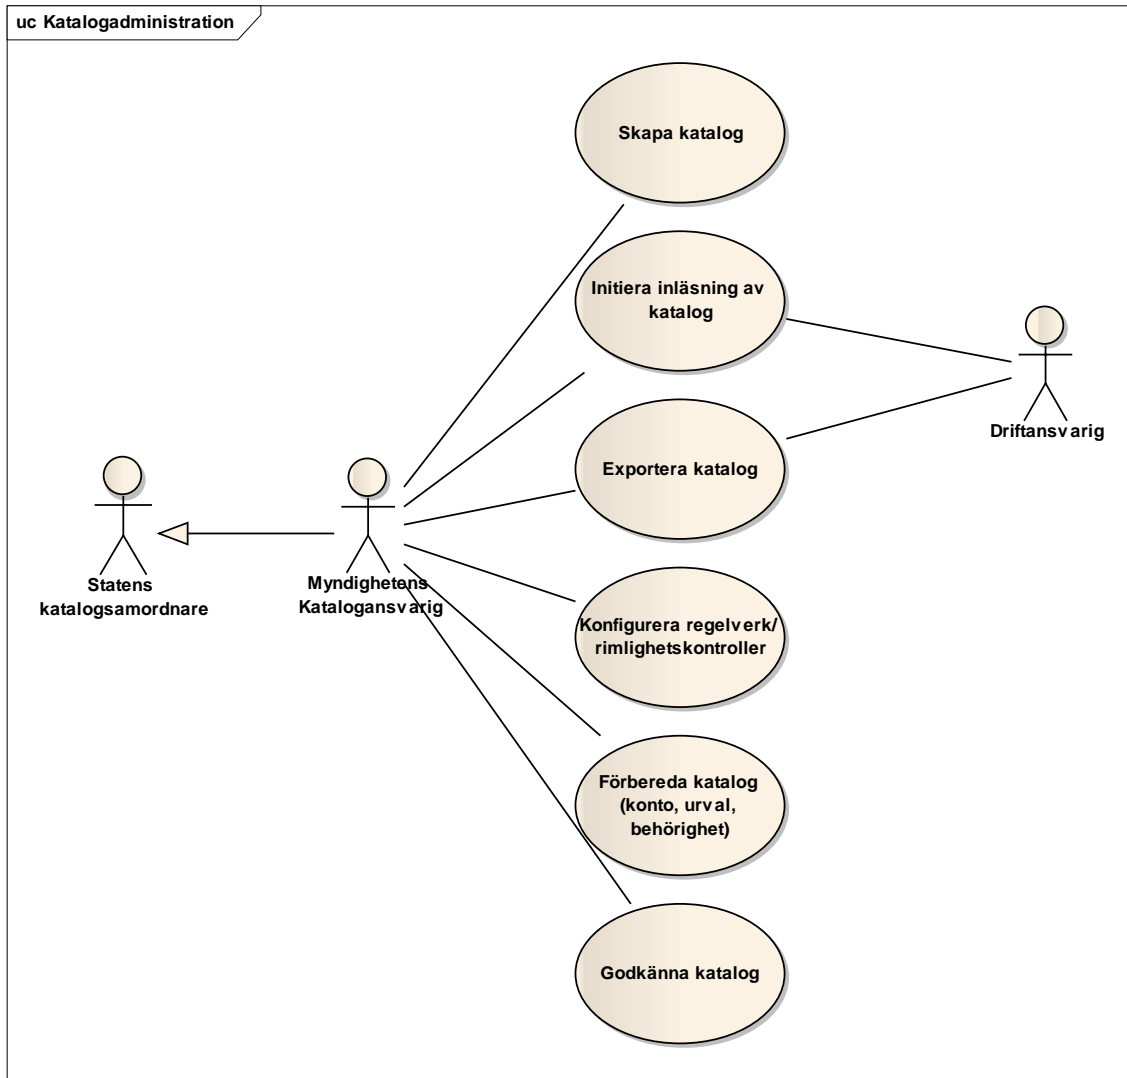 uc Katalogadministration
Skapa katalog
Initiera inläsning av
katalog
Driftansvarig
Exportera katalog
Statens
katalogsamordnare
Myndighetens
Katalogansvarig
Konfigurera regelverk/
rimlighetskontroller
Förbereda katalog
(konto, urval,
behörighet)
Godkänna katalog